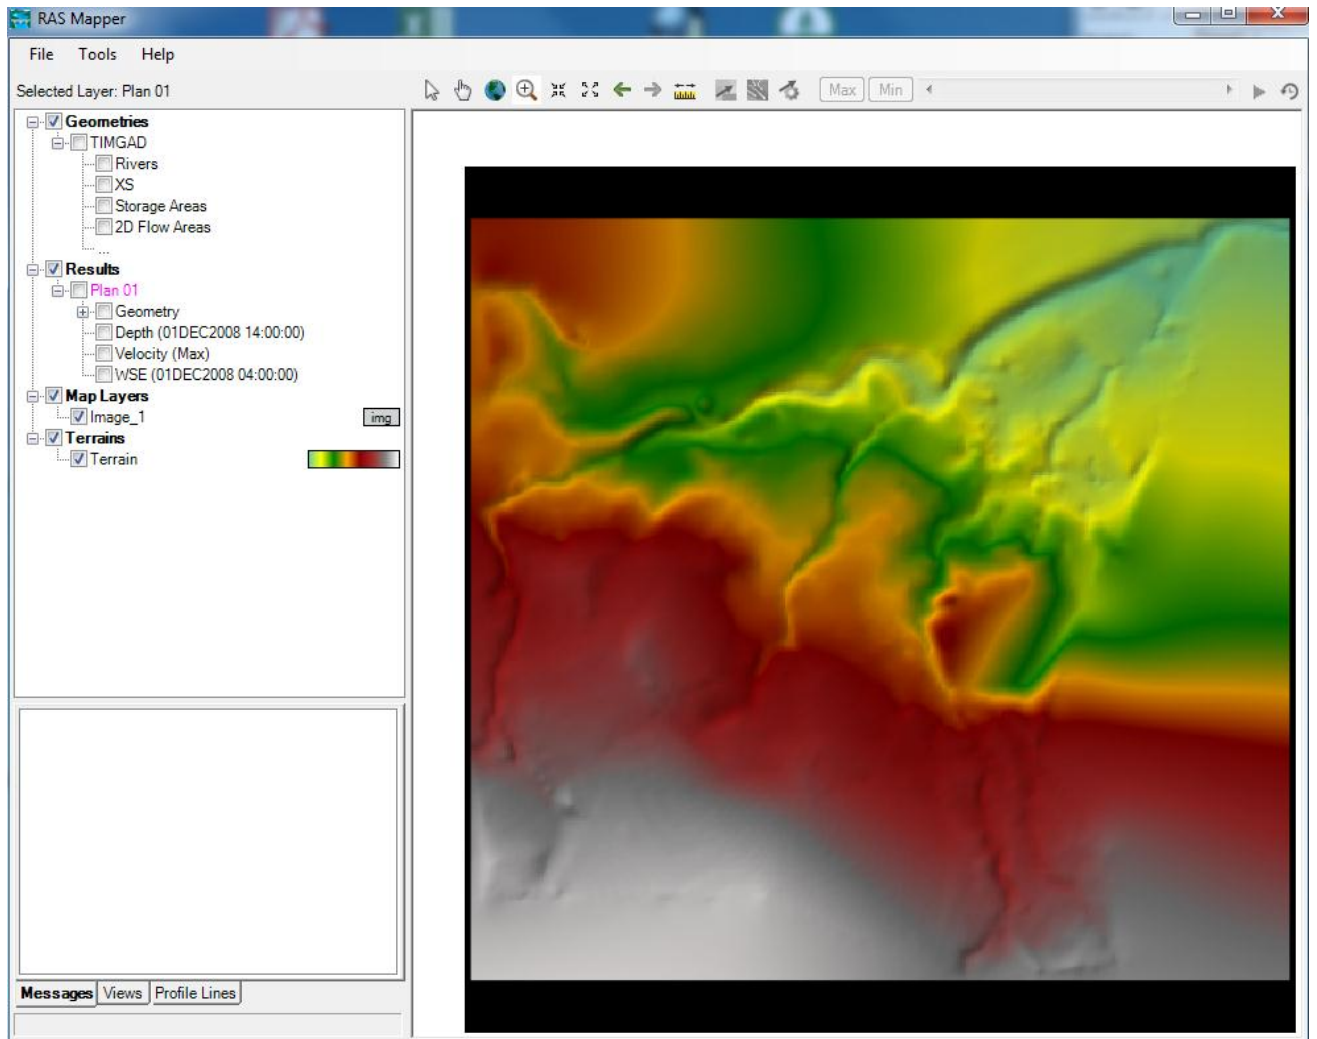 RAS Mapper
File Tools Help
Selected Layer: Plan 01
Max Min
Geometries
TIMGAD
Rivers
XS
Storage Areas
2D Flow Areas
...
Results
Plan 01
Geometry
Depth (01DEC2008 14:00:00)
Velocity (Max)
WSE (01DEC2008 04:00:00)
Map Layers
Image_1 img
Terrains
Terrain
Messages Views Profile Lines